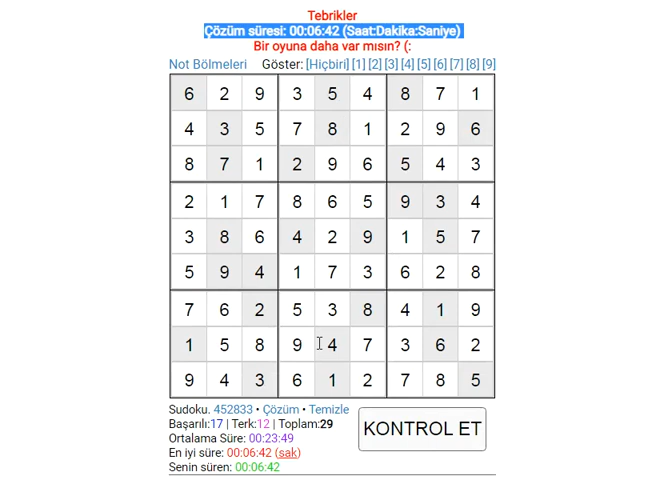 Tebrikler
Çözüm süresi: 00:06:42 (Saat:Dakika:Saniye)
Bir oyuna daha var mısın? (:
Not Bölmeleri Göster: [Hiçbiri] [1] [2] [3] [4] [5] [6] [7] [8] [9]
6 2 9 3 5 4 8 7 1
4 3 5 7 8 1 2 9 6
8 7 1 2 9 6 5 4 3
2 1 7 8 6 5 9 3 4
3 8 6 4 2 9 1 5 7
5 9 4 1 7 3 6 2 8
7 6 2 5 3 8 4 1 9
1 5 8 9 4 7 3 6 2
9 4 3 6 1 2 7 8 5
Sudoku. 452833 • Çözüm • Temizle
Başarılı:17 | Terk:12 | Toplam:29
Ortalama Süre: 00:23:49
En iyi süre: 00:06:42 (sak)
Senin süren: 00:06:42
KONTROL ET